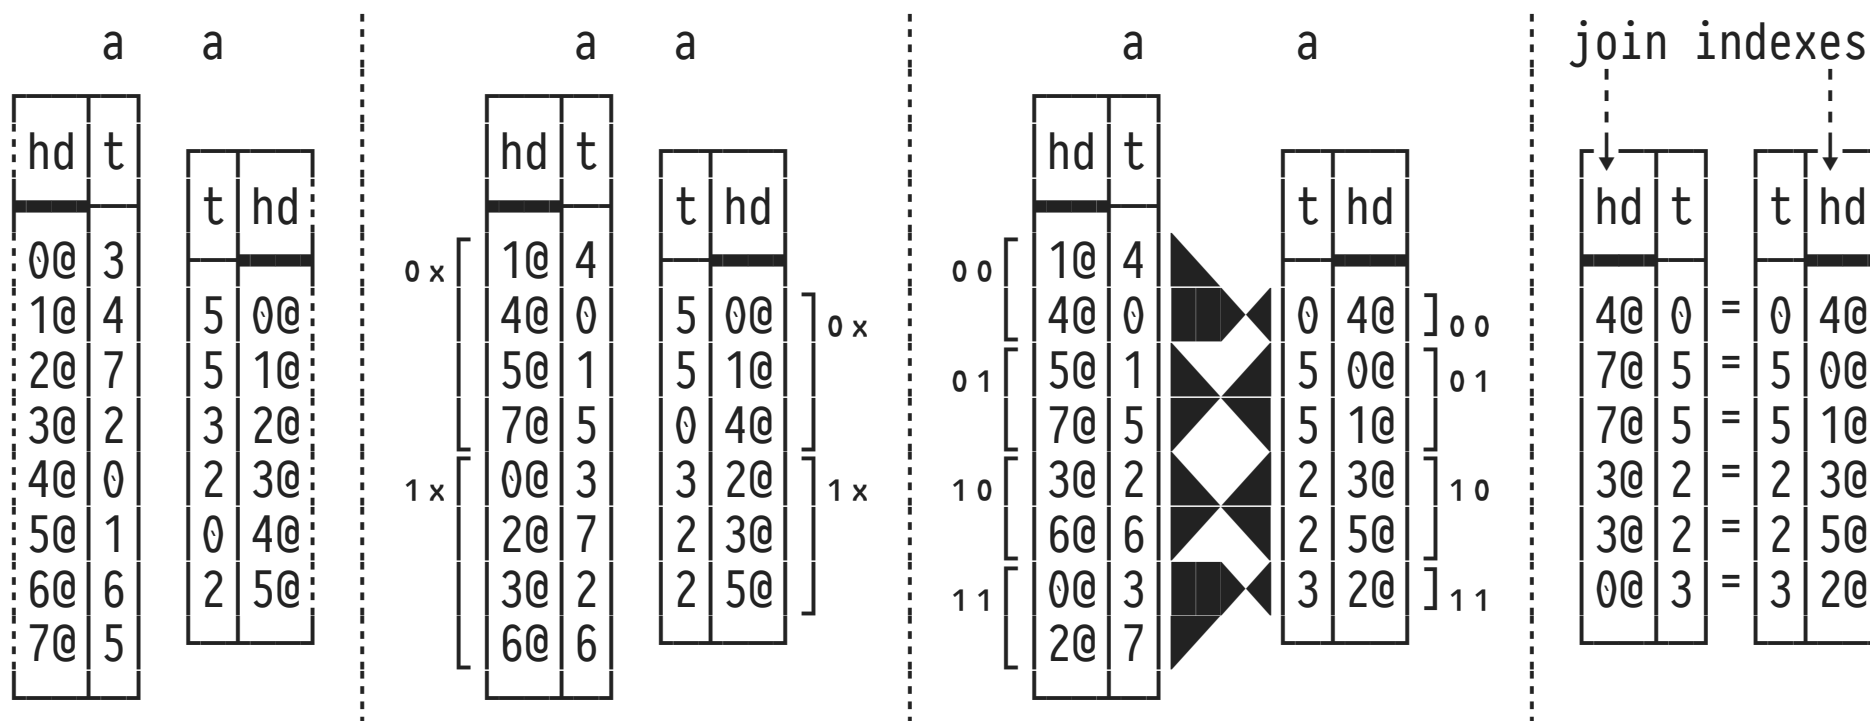 a a a a a a join indexes
hd t hd t hd t
t hd t hd t hd hd t t hd
0@ 3 0x 1@ 4 00 1@ 4
1@ 4 5 0@ 4@ 0 5 0@ 0x 4@ 0 0 4@ 00 4@ 0 = 0 4@
2@ 7 5 1@ 5@ 1 5 1@ 01 5@ 1 5 0@ 01 7@ 5 = 5 0@
3@ 2 3 2@ 7@ 5 0 4@ 7@ 5 5 1@ 7@ 5 = 5 1@
4@ 0 2 3@ 1x 0@ 3 3 2@ 1x 10 3@ 2 2 3@ 10 3@ 2 = 2 3@
5@ 1 0 4@ 2@ 7 2 3@ 6@ 6 2 5@ 3@ 2 = 2 5@
6@ 6 2 5@ 3@ 2 2 5@ 11 0@ 3 3 2@ 11 0@ 3 = 3 2@
7@ 5 6@ 6 2@ 7